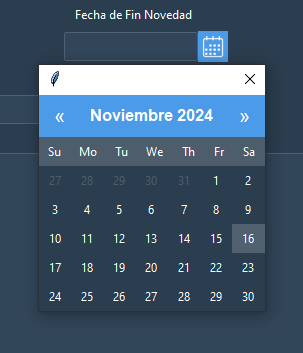 Fecha de Fin Novedad
« Noviembre 2024 »
Su Mo Tu We Th Fr Sa
27 28 29 30 31 1 2
3 4 5 6 7 8 9
10 11 12 13 14 15 16
17 18 19 20 21 22 23
24 25 26 27 28 29 30